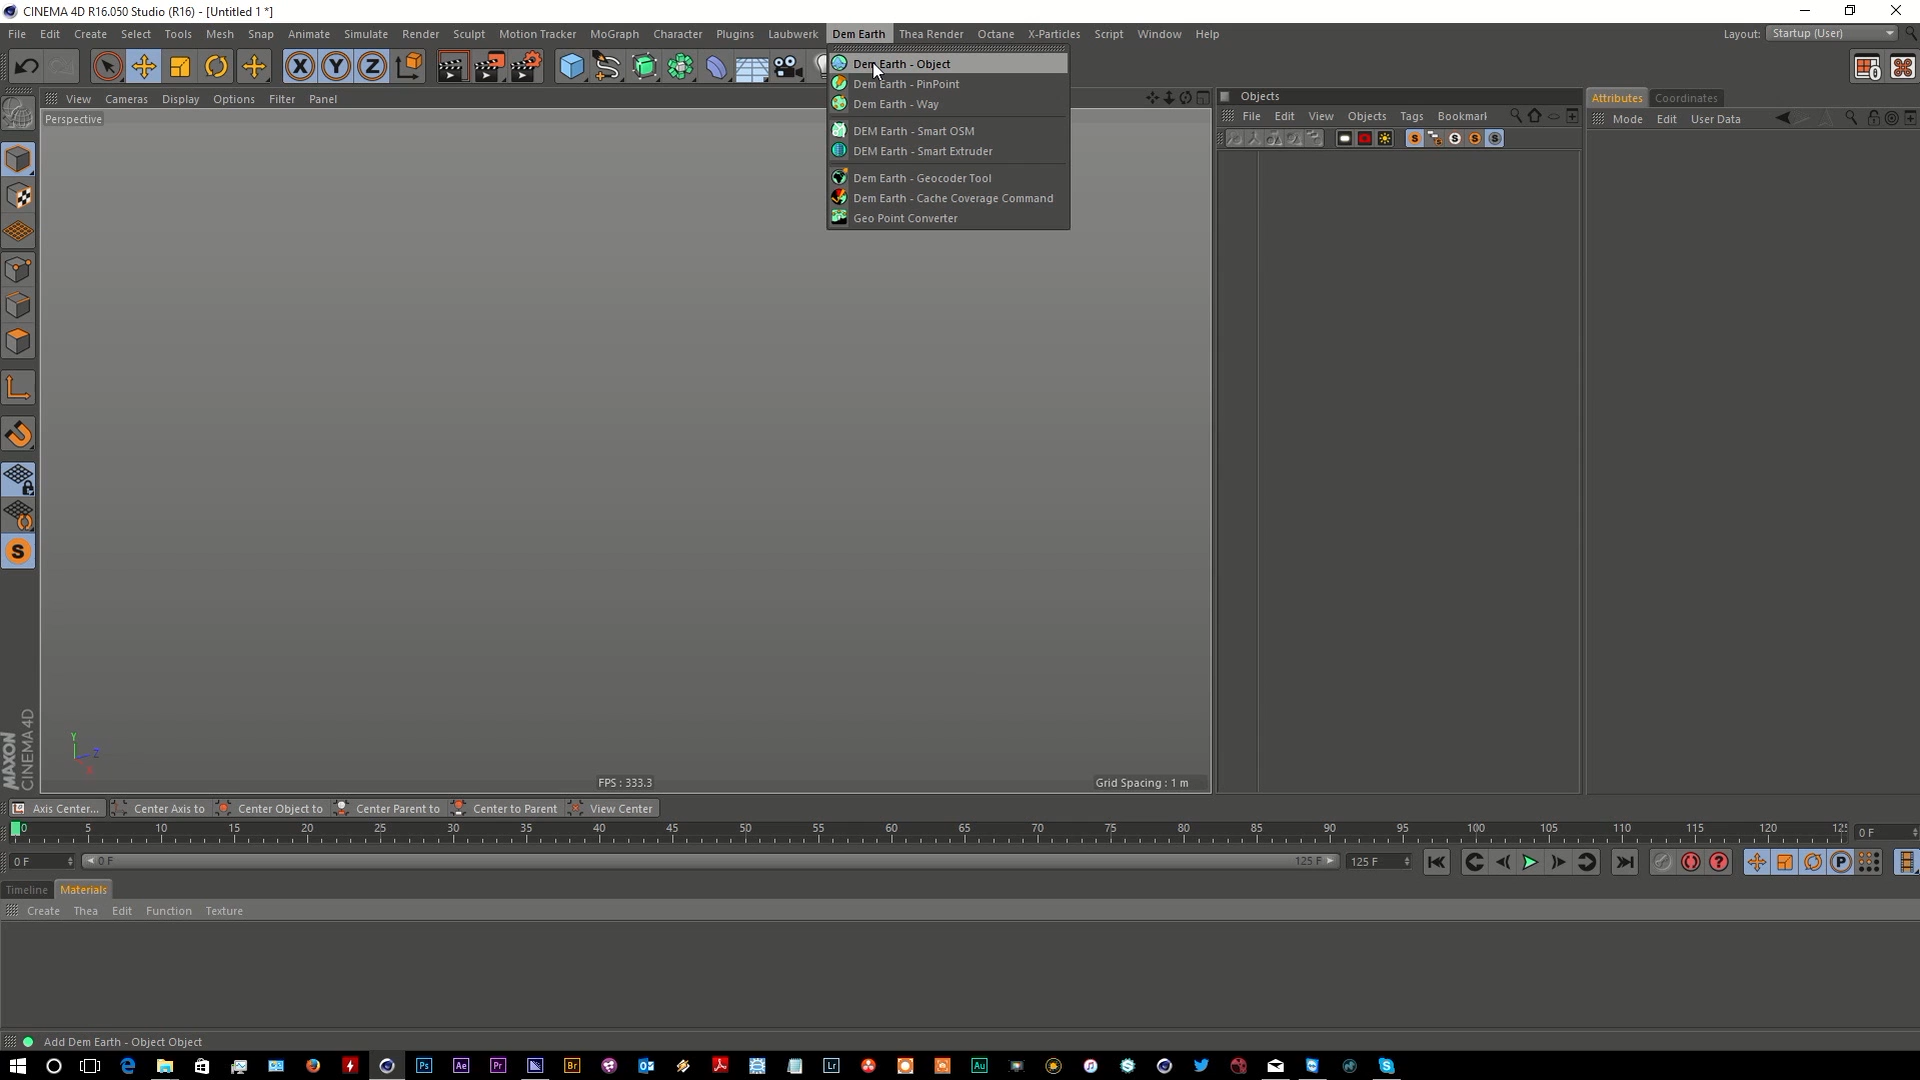 CINEMA 4D R16.050 Studio (R16) - [Untitled 1 *]
File Edit Create Select Tools Mesh Snap Animate Simulate Render Sculpt Motion Tracker MoGraph Character Plugins Laubwerk Dem Earth Thea Render Octane X-Particles Script Window Help Layout: Startup (User)
X Y Z
Dem Earth - Object
Dem Earth - PinPoint
Dem Earth - Way
DEM Earth - Smart OSM
DEM Earth - Smart Extruder
Dem Earth - Geocoder Tool
Dem Earth - Cache Coverage Command
Geo Point Converter
View Cameras Display Options Filter Panel
Perspective
Objects
File Edit View Objects Tags Bookmar
Attributes Coordinates
Mode Edit User Data
S
MAXON CINEMA 4D
Y Z X
FPS : 333.3
Grid Spacing : 1 m
Axis Center... Center Axis to Center Object to Center Parent to Center to Parent View Center
0 5 10 15 20 25 30 35 40 45 50 55 60 65 70 75 80 85 90 95 100 105 110 115 120 12 0 F
0 F 0 F 125 F 125 F P
Timeline Materials
Create Thea Edit Function Texture
Add Dem Earth - Object Object
Ps Ae Pr Br Lr Au